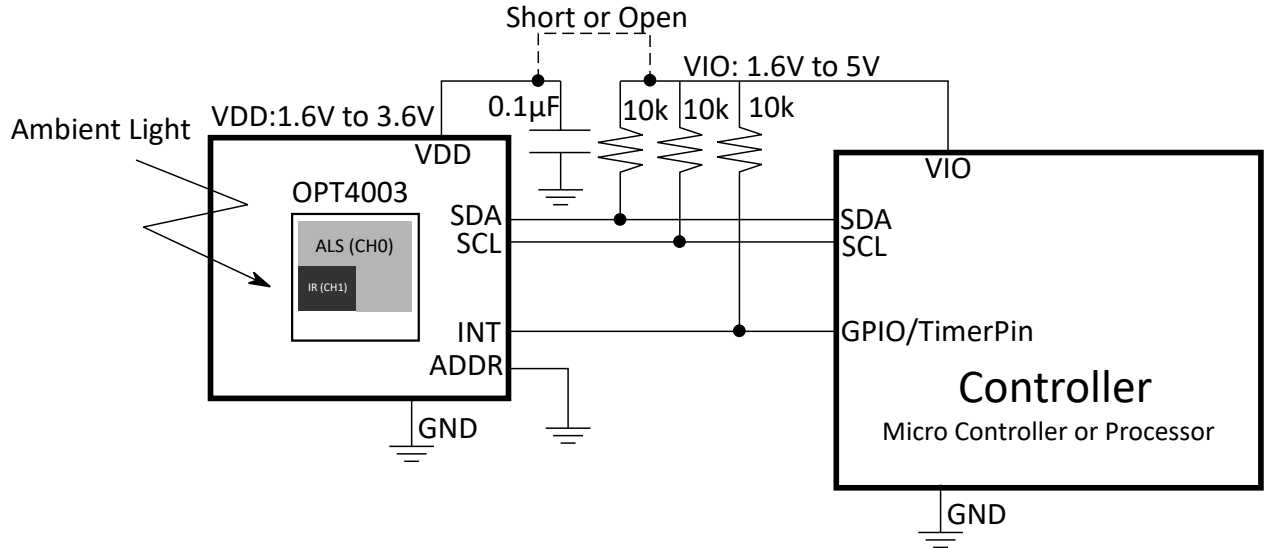 Short or Open
VIO: 1.6V to 5V
VDD:1.6V to 3.6V
0.1µF
10k
10k
10k
Ambient Light
VDD
VIO
OPT4003
ALS (CH0)
IR (CH1)
SDA
SCL
INT
ADDR
GND
SDA
SCL
GPIO/TimerPin
Controller
Micro Controller or Processor
GND